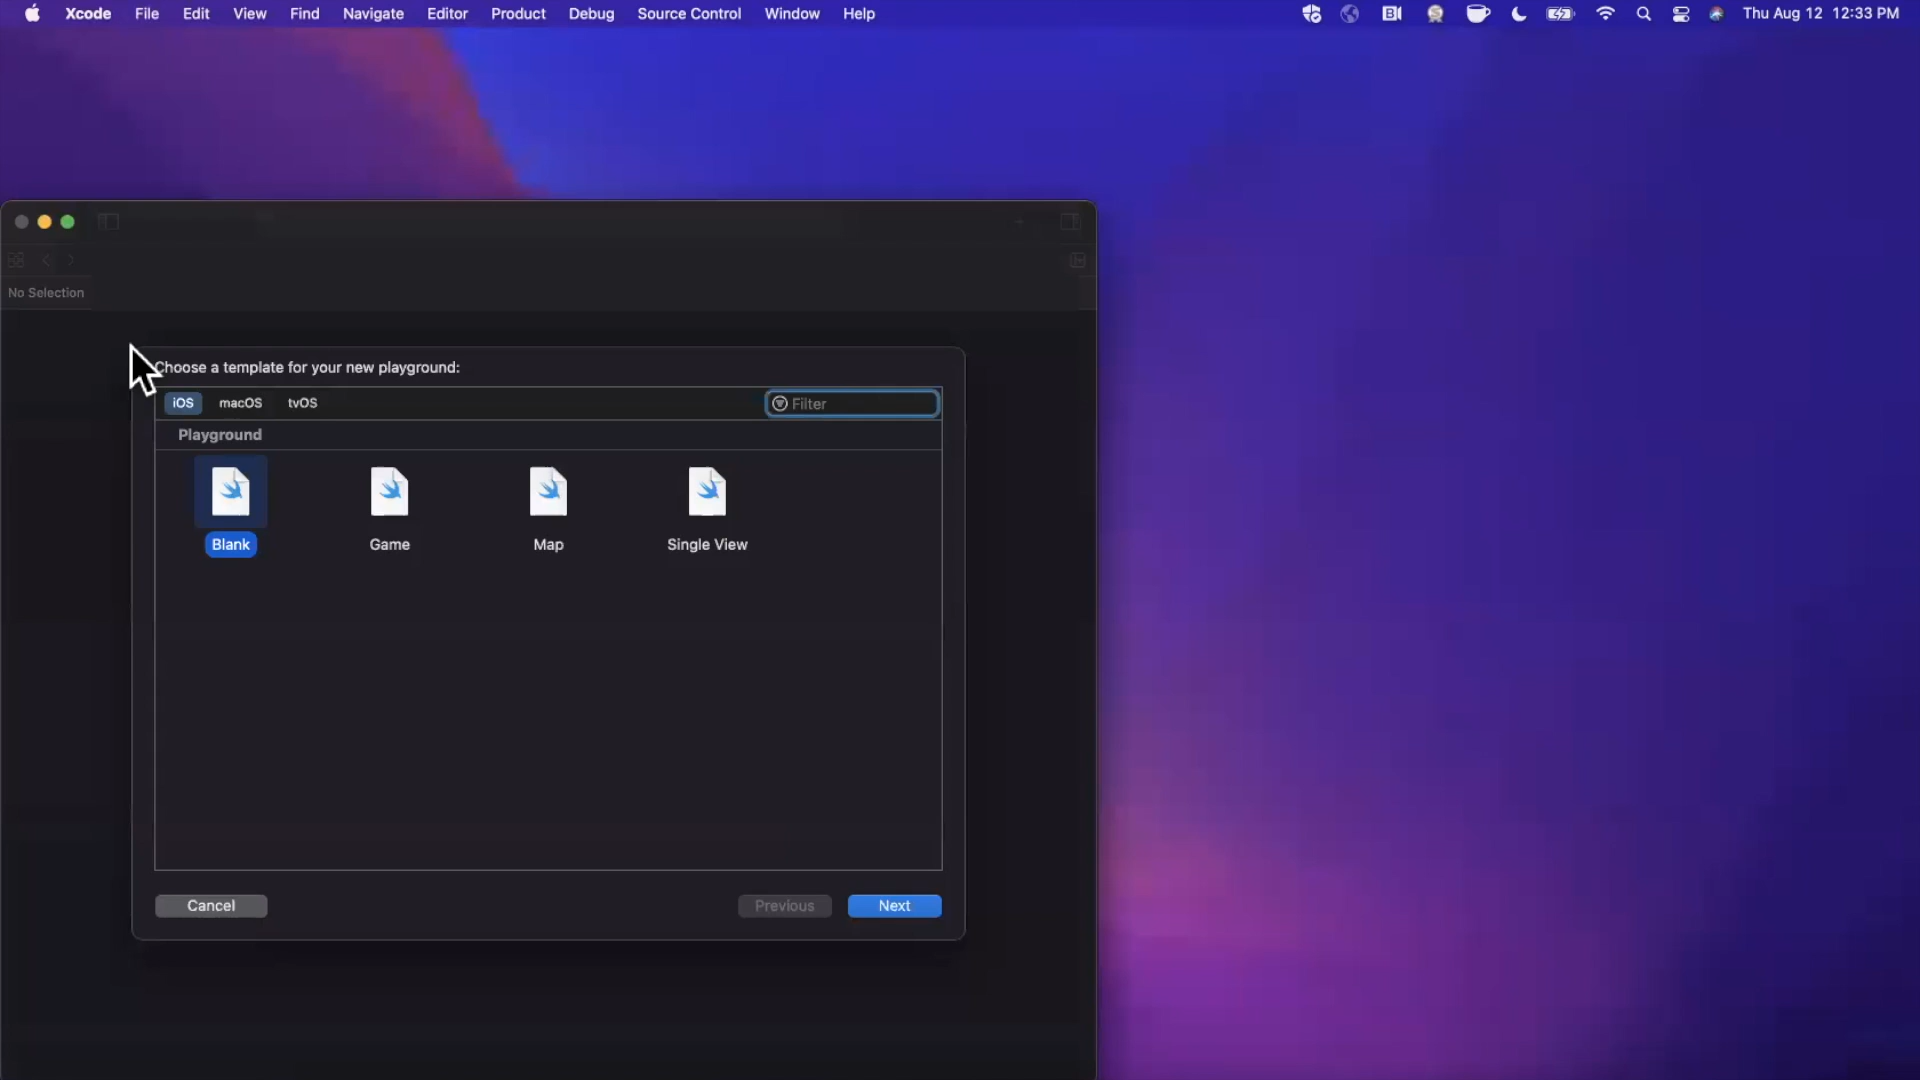 Xcode File Edit View Find Navigate Editor Product Debug Source Control Window Help Thu Aug 12 12:33 PM
No Selection
Choose a template for your new playground:
iOS macOS tvOS Filter
Playground
Blank Game Map Single View
Cancel Previous Next